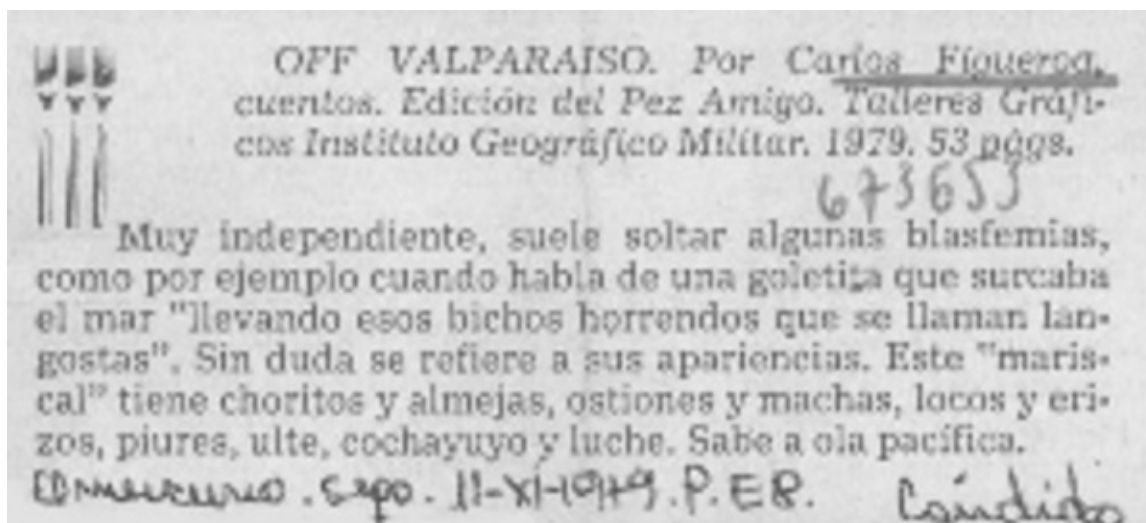 OFF VALPARAISO. Por Carlos Figueroa,
cuentos. Edición del Pez Amigo. Talleres Gráfi-
cos Instituto Geográfico Militar. 1979. 53 págs.
673653
Muy independiente, suele soltar algunas blasfemias,
como por ejemplo cuando habla de una goletita que surcaba
el mar "llevando esos bichos horrendos que se llaman lan-
gostas". Sin duda se refiere a sus apariencias. Este "maris-
cal" tiene choritos y almejas, ostiones y machas, locos y eri-
zos, piures, ulte, cochayuyo y luche. Sabe a ola pacífica.
El Mercurio. Stgo. 11-XI-1979. P. E8. Cándido